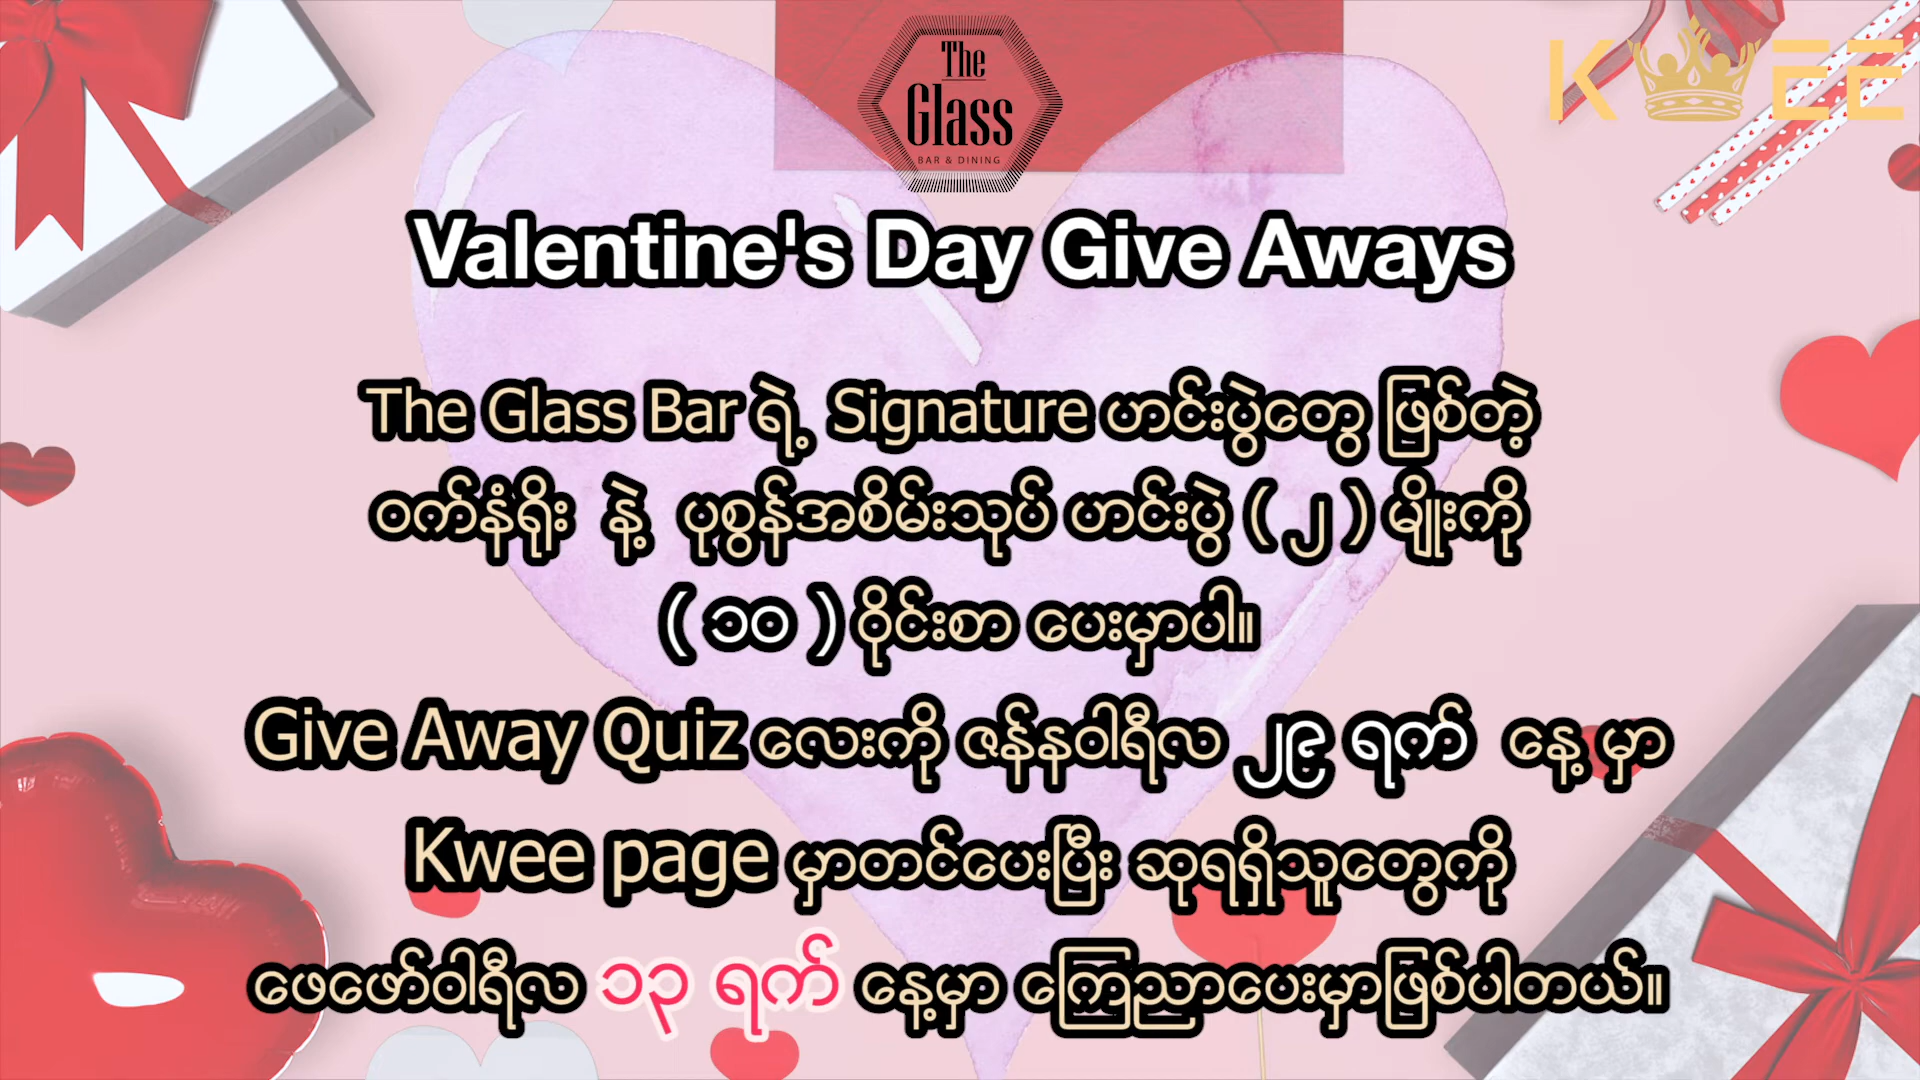 The
Glass
BAR & DINING
KWEE
Valentine's Day Give Aways
The Glass Bar ရဲ့ Signature ဟင်းပွဲတွေ ဖြစ်တဲ့
ဝက်နံရိုး နဲ့ ပုစွန်အစိမ်းသုပ် ဟင်းပွဲ ( ၂ ) မျိုးကို
( ၁၀ ) ဝိုင်းစာ ပေးမှာပါ။
Give Away Quiz လေးကို ဇန်နဝါရီလ ၂၉ ရက် နေ့ မှာ
Kwee page မှာတင်ပေးပြီး ဆုရရှိသူတွေကို
ဖေဖော်ဝါရီလ ၁၃ ရက် နေ့မှာ ကြေညာပေးမှာဖြစ်ပါတယ်။